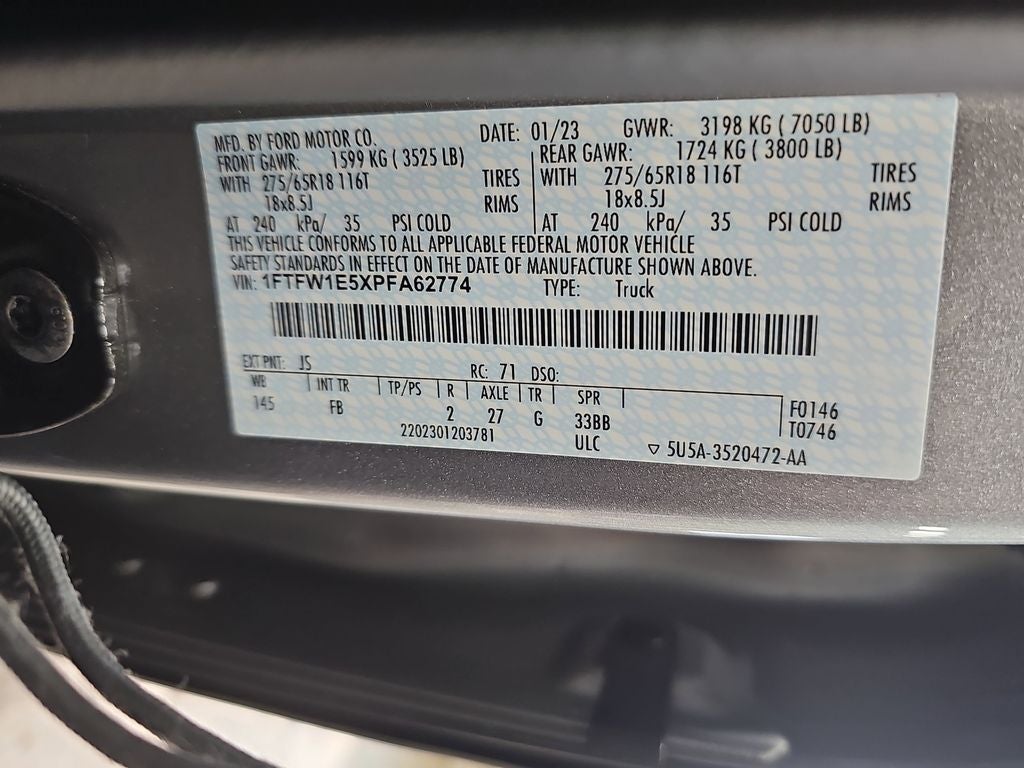 MFD. BY FORD MOTOR CO. DATE: 01/23 GVWR: 3198 KG ( 7050 LB)
FRONT GAWR: 1599 KG ( 3525 LB) REAR GAWR: 1724 KG ( 3800 LB)
WITH 275/65R18 116T TIRES WITH 275/65R18 116T TIRES
18x8.5J RIMS 18x8.5J RIMS
AT 240 kPa/ 35 PSI COLD AT 240 kPa/ 35 PSI COLD
THIS VEHICLE CONFORMS TO ALL APPLICABLE FEDERAL MOTOR VEHICLE
SAFETY STANDARDS IN EFFECT ON THE DATE OF MANUFACTURE SHOWN ABOVE.
VIN: 1FTFW1E5XPFA62774 TYPE: Truck
EXT PNT: JS RC: 71 DSO:
WB INT TR TP/PS R AXLE TR SPR
145 FB 2 27 G 33BB F0146
2202301203781 ULC T0746
5U5A-3520472-AA